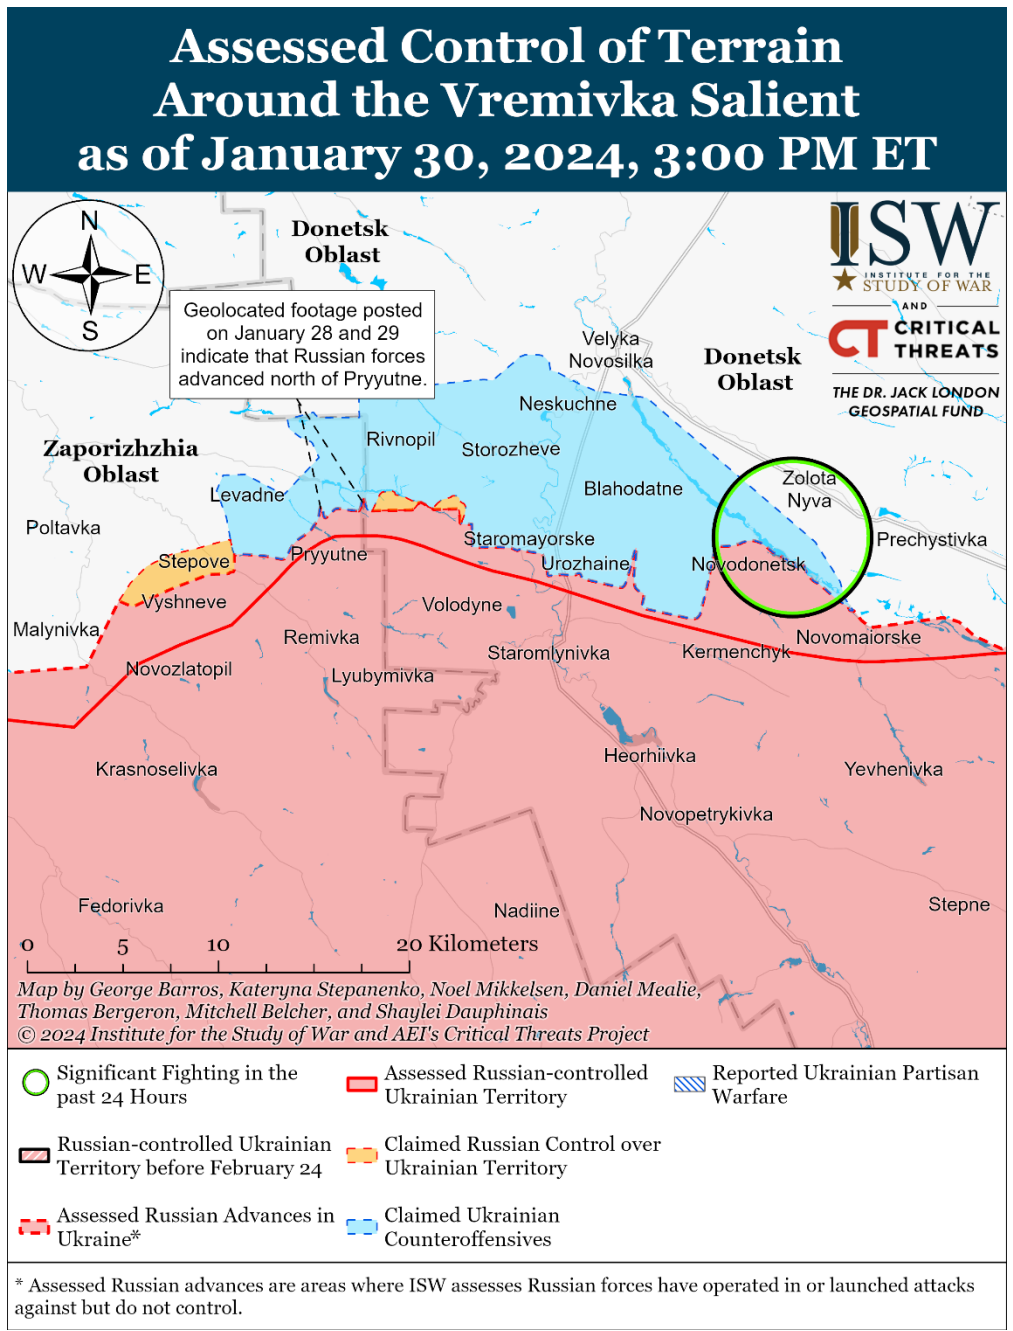 Assessed Control of Terrain
Around the Vremivka Salient
as of January 30, 2024, 3:00 PM ET
N
W
E
S
Donetsk
Oblast
ISW
INSTITUTE FOR THE
STUDY OF WAR
AND
CT CRITICAL
THREATS
THE DR. JACK LONDON
GEOSPATIAL FUND
Geolocated footage posted
on January 28 and 29
indicate that Russian forces
advanced north of Pryyutne.
Velyka
Novosilka
Donetsk
Oblast
Neskuchne
Zaporizhzhia
Oblast
Rivnopil
Storozheve
Levadne
Blahodatne
Zolota
Nyva
Poltavka
Staromayorske
Prechystivka
Pryyutne
Stepove
Urozhaine
Novodonetsk
Vyshneve
Volodyne
Malynivka
Remivka
Novomaiorske
Staromlynivka
Kermenchyk
Novozlatopil
Lyubymivka
Heorhiivka
Krasnoselivka
Yevhenivka
Novopetrykivka
Fedorivka
Nadiine
Stepne
0 5 10 20 Kilometers
Map by George Barros, Kateryna Stepanenko, Noel Mikkelsen, Daniel Mealie,
Thomas Bergeron, Mitchell Belcher, and Shaylei Dauphinais
© 2024 Institute for the Study of War and AEI's Critical Threats Project
Significant Fighting in the
past 24 Hours
Russian-controlled Ukrainian
Territory before February 24
Assessed Russian Advances in
Ukraine*
Assessed Russian-controlled
Ukrainian Territory
Claimed Russian Control over
Ukrainian Territory
Claimed Ukrainian
Counteroffensives
Reported Ukrainian Partisan
Warfare
* Assessed Russian advances are areas where ISW assesses Russian forces have operated in or launched attacks
against but do not control.